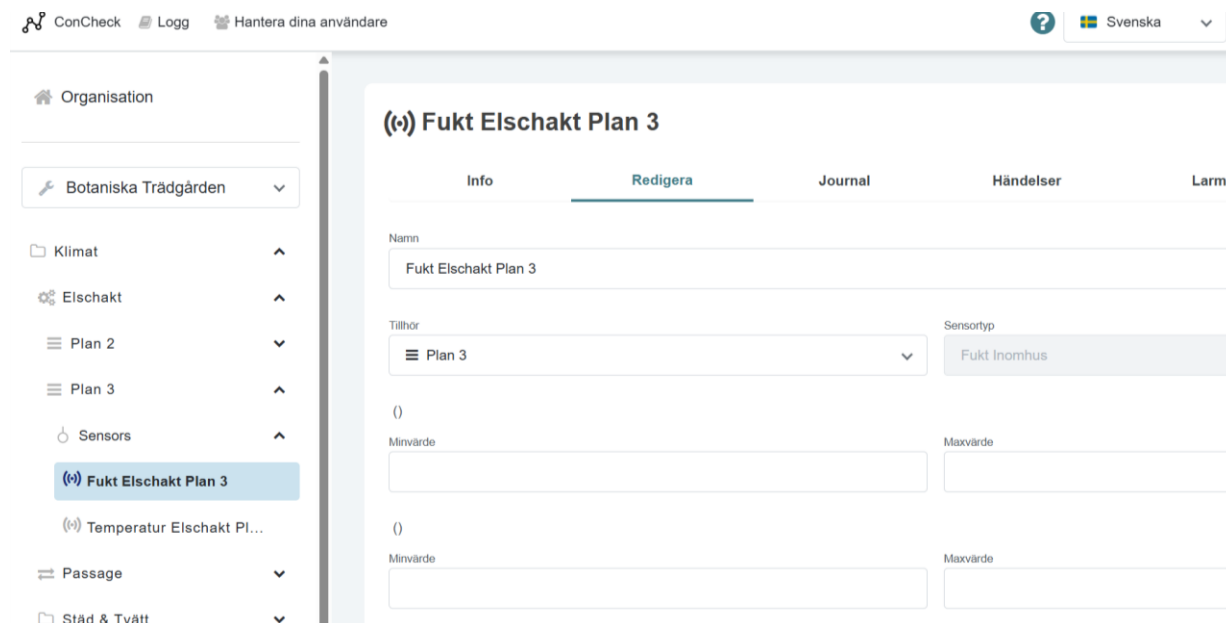 ConCheck Logg Hantera dina användare ? Svenska
Organisation
Botaniska Trädgården
Klimat
Elschakt
Plan 2
Plan 3
Sensors
Fukt Elschakt Plan 3
Temperatur Elschakt Pl...
Passage
Städ & Tvätt
Fukt Elschakt Plan 3
Info Redigera Journal Händelser Larm
Namn
Fukt Elschakt Plan 3
Tillhör Sensortyp
Plan 3 Fukt Inomhus
()
Minvärde Maxvärde
()
Minvärde Maxvärde